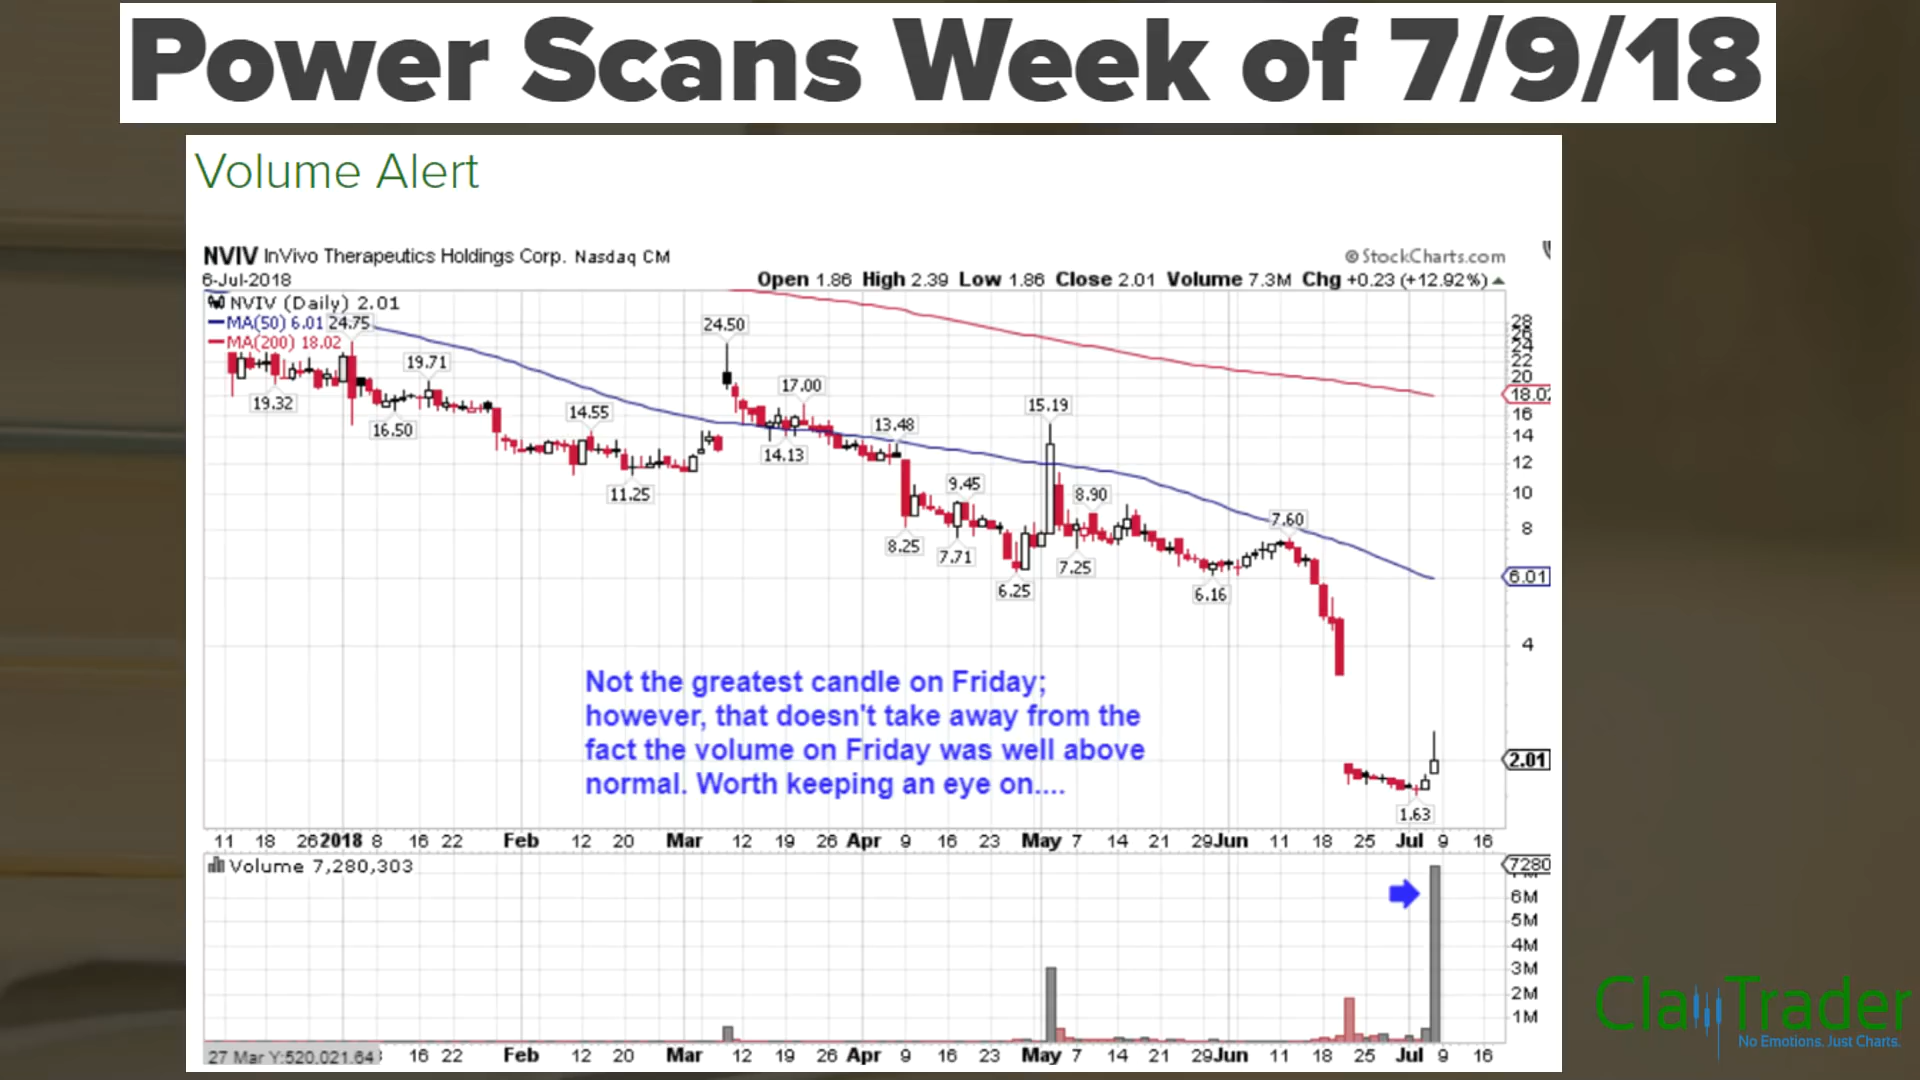 Power Scans Week of 7/9/18
Volume Alert
NVIV InVivo Therapeutics Holdings Corp. Nasdaq CM
© StockCharts.com
6-Jul-2018
Open 1.86 High 2.39 Low 1.86 Close 2.01 Volume 7.3M Chg +0.23 (+12.92%)
NVIV (Daily) 2.01
MA(50) 6.01
MA(200) 18.02
24.75
24.50
19.71
17.00
19.32
16.50
14.55
14.13
13.48
15.19
11.25
9.45
8.90
8.25
7.71
7.25
7.60
6.25
6.16
1.63
28
26
24
22
20
18.02
16
14
12
10
8
6.01
4
2.01
Not the greatest candle on Friday;
however, that doesn't take away from the
fact the volume on Friday was well above
normal. Worth keeping an eye on....
11 18 26 2018 8 16 22 Feb 12 20 Mar 12 19 26 Apr 9 16 23 May 7 14 21 29 Jun 11 18 25 Jul 9 16
Volume 7,280,303
7280
6M
5M
4M
3M
2M
1M
27 Mar Y:520,021.64
16 22 Feb 12 20 Mar 12 19 26 Apr 9 16 23 May 7 14 21 29 Jun 11 18 25 Jul 9 16
ClayTrader
No Emotions. Just Charts.